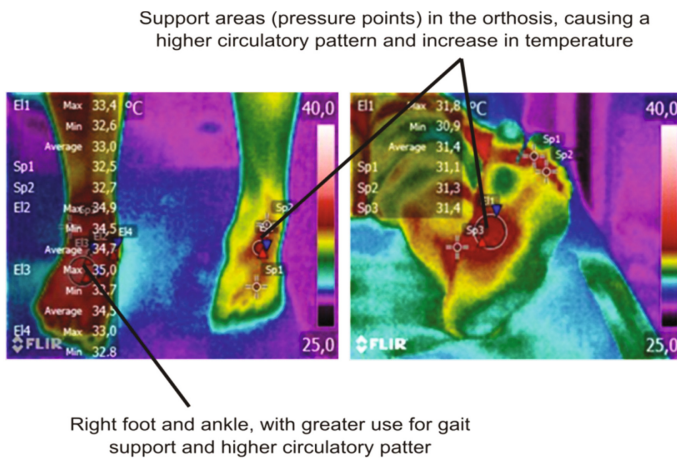 Support areas (pressure points) in the orthosis, causing a
higher circulatory pattern and increase in temperature
El1 Max 33,4 °C 40,0
Min 32,6
Average 33,0
Sp1 32,5
Sp2 32,7
El2 Max 34,9 Sp2
Min 34,5 El4
Average 34,7
El3 Max 35,0 Sp1
Min
Average 34,5
El4 Max 33,0
Min 32,8
FLIR 25,0
El1 Max 31,8 °C 40,0
Min 30,9
Average 31,4
Sp1 31,1 Sp1
Sp2 31,3 Sp2
Sp3 31,4 El1
Sp3
FLIR 25,0
Right foot and ankle, with greater use for gait
support and higher circulatory patter